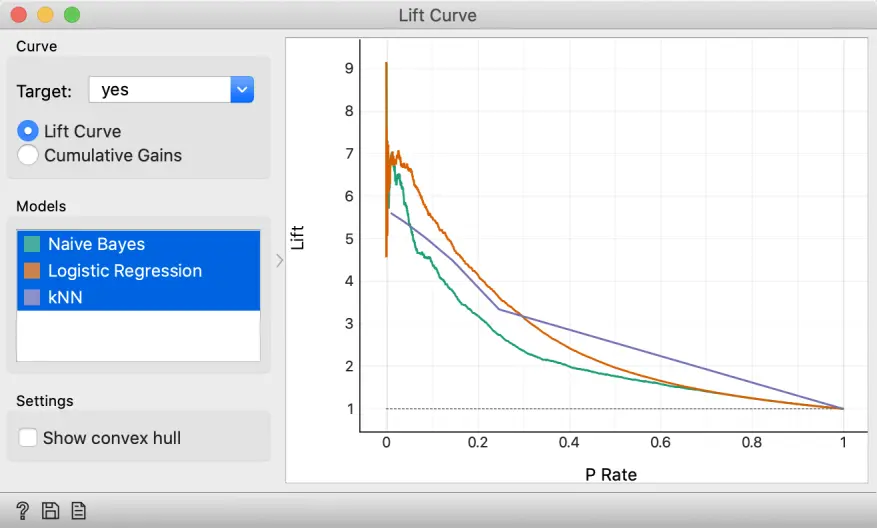 Lift Curve
Curve
Target: yes
Lift Curve
Cumulative Gains
Models
Naive Bayes
Logistic Regression
kNN
Settings
Show convex hull
Lift
9
8
7
6
5
4
3
2
1
0 0.2 0.4 0.6 0.8 1
P Rate
?